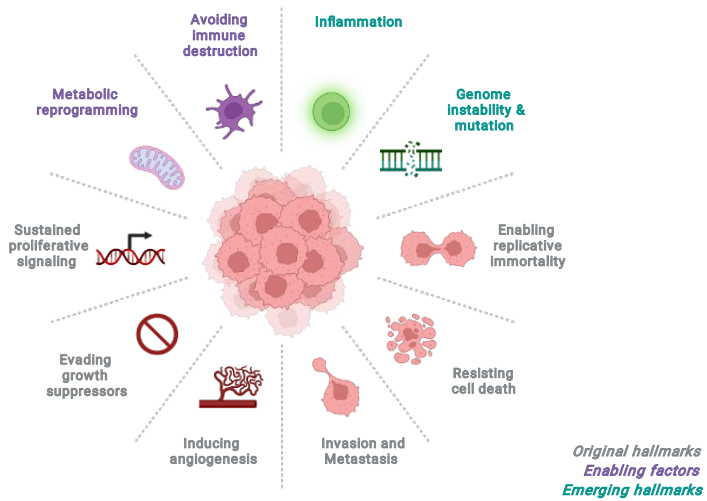 Avoiding
immune
destruction
Inflammation
Metabolic
reprogramming
Genome
instability &
mutation
Sustained
proliferative
signaling
Enabling
replicative
immortality
Evading
growth
suppressors
Resisting
cell death
Inducing
angiogenesis
Invasion and
Metastasis
Original hallmarks
Enabling factors
Emerging hallmarks